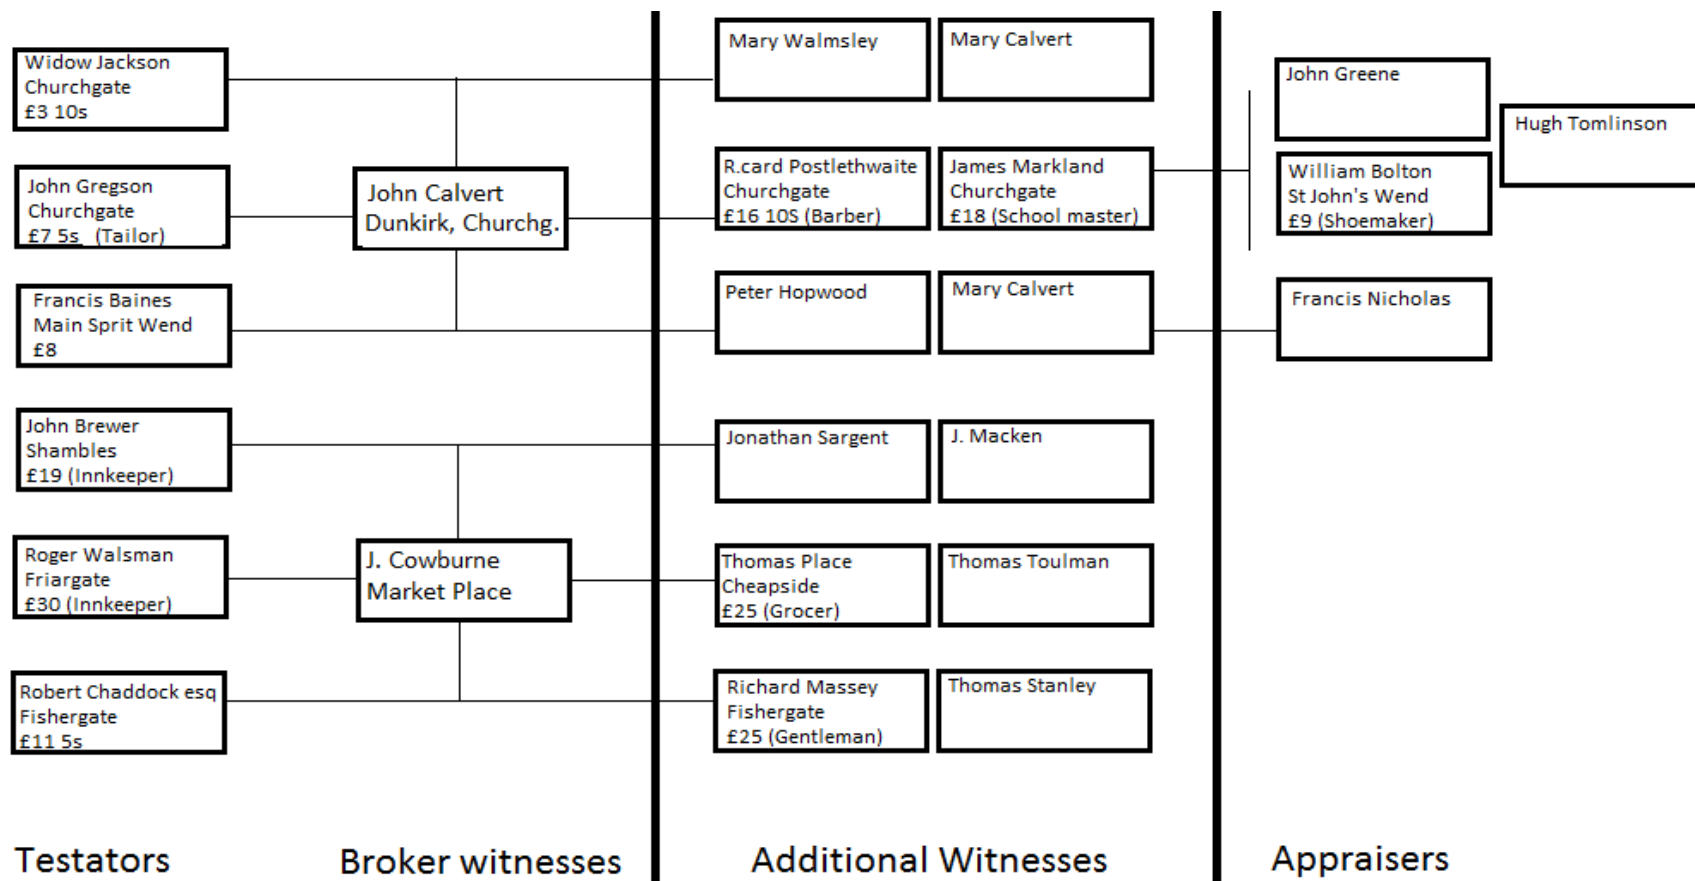 Widow Jackson
Churchgate
£3 10s
John Gregson
Churchgate
£7 5s (Tailor)
Francis Baines
Main Sprit Wend
£8
John Brewer
Shambles
£19 (Innkeeper)
Roger Walsman
Friargate
£30 (Innkeeper)
Robert Chaddock esq
Fishergate
£11 5s
John Calvert
Dunkirk, Churchg.
J. Cowburne
Market Place
Mary Walmsley
Mary Calvert
R.card Postlethwaite
Churchgate
£16 10S (Barber)
James Markland
Churchgate
£18 (School master)
Peter Hopwood
Mary Calvert
Jonathan Sargent
J. Macken
Thomas Place
Cheapside
£25 (Grocer)
Thomas Toulman
Richard Massey
Fishergate
£25 (Gentleman)
Thomas Stanley
John Greene
William Bolton
St John's Wend
£9 (Shoemaker)
Hugh Tomlinson
Francis Nicholas
Testators
Broker witnesses
Additional Witnesses
Appraisers